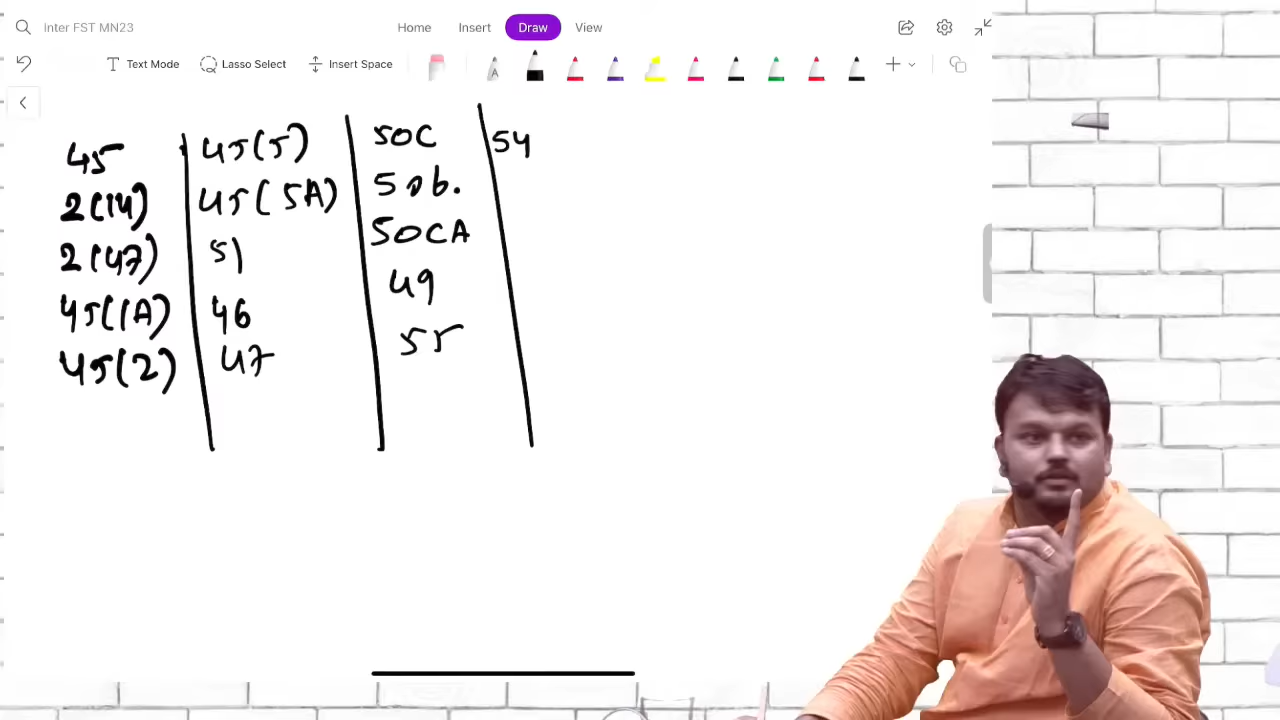 inter FST MN23
Home Insert Draw View
Text Mode Lasso Select Insert Space
45
2(14)
2(47)
45(1A)
45(2)
45(5)
45(5A)
51
46
47
50C
50b.
50CA
49
55
54